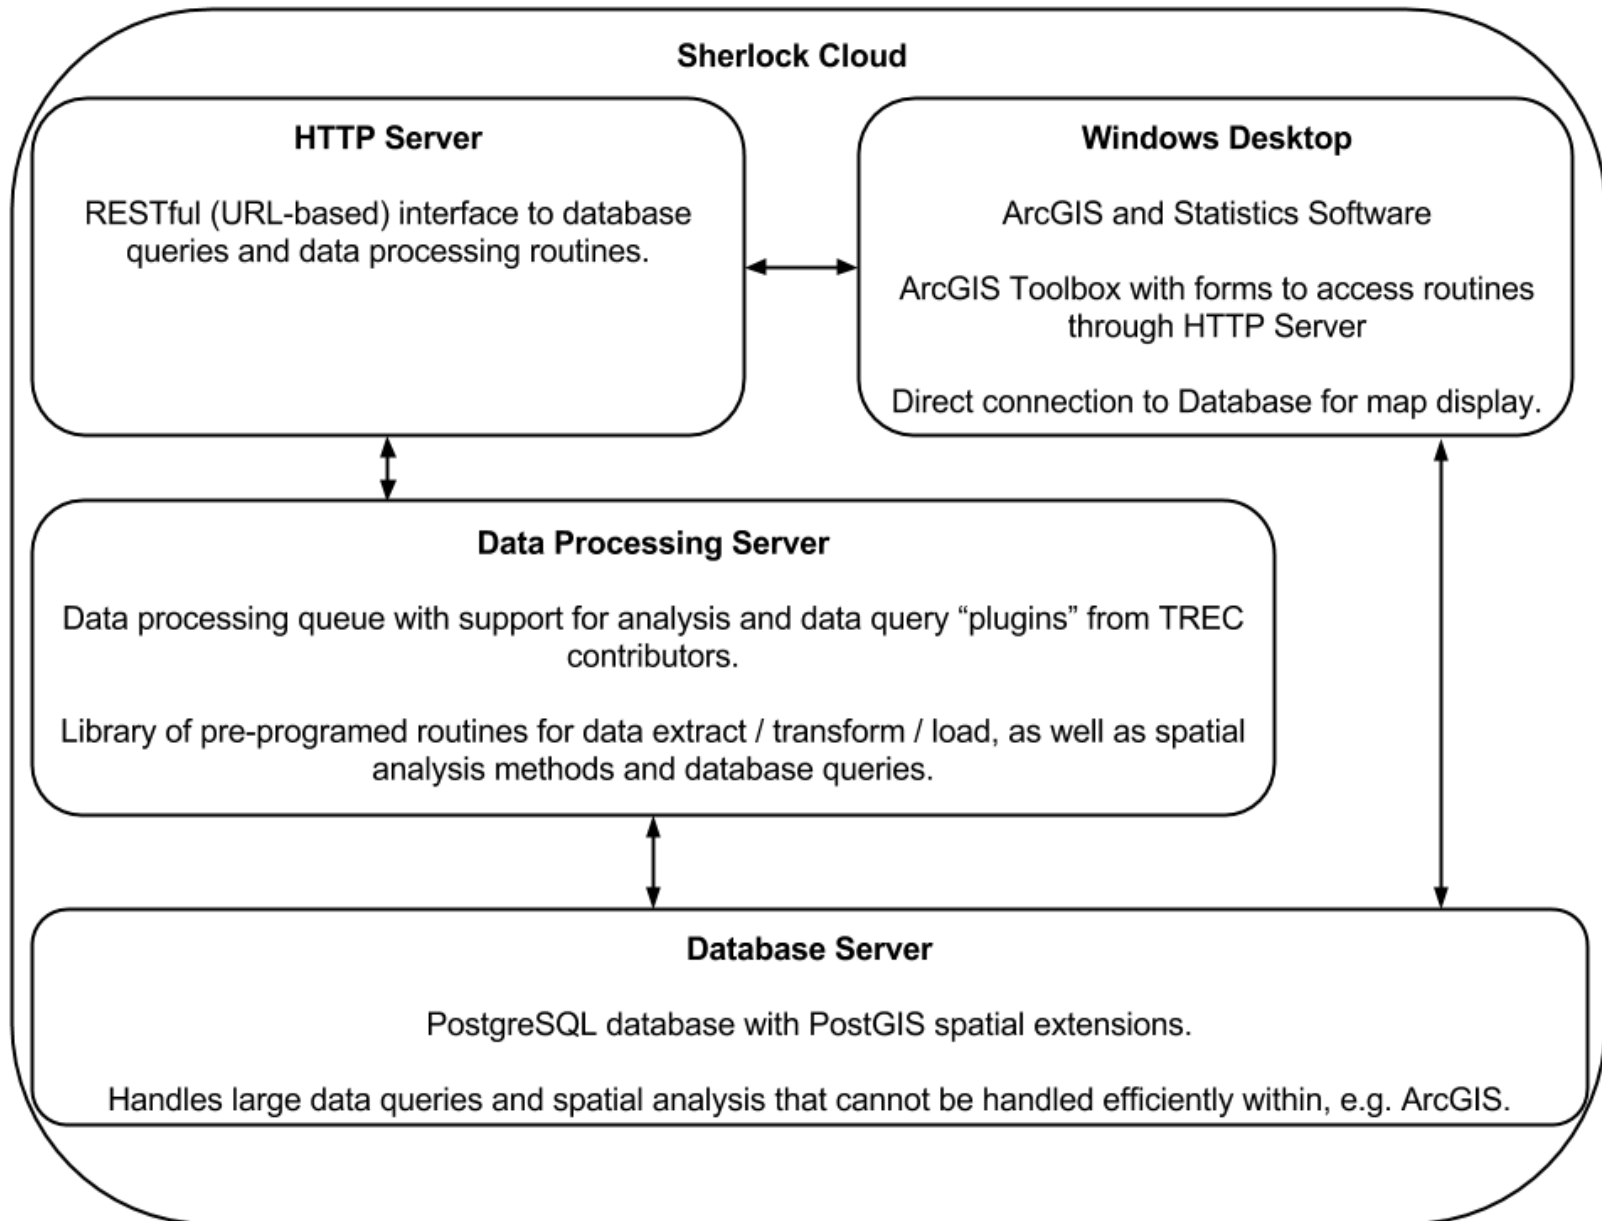 Sherlock Cloud
HTTP Server
RESTful (URL-based) interface to database
queries and data processing routines.
Windows Desktop
ArcGIS and Statistics Software
ArcGIS Toolbox with forms to access routines
through HTTP Server
Direct connection to Database for map display.
Data Processing Server
Data processing queue with support for analysis and data query “plugins” from TREC
contributors.
Library of pre-programed routines for data extract / transform / load, as well as spatial
analysis methods and database queries.
Database Server
PostgreSQL database with PostGIS spatial extensions.
Handles large data queries and spatial analysis that cannot be handled efficiently within, e.g. ArcGIS.